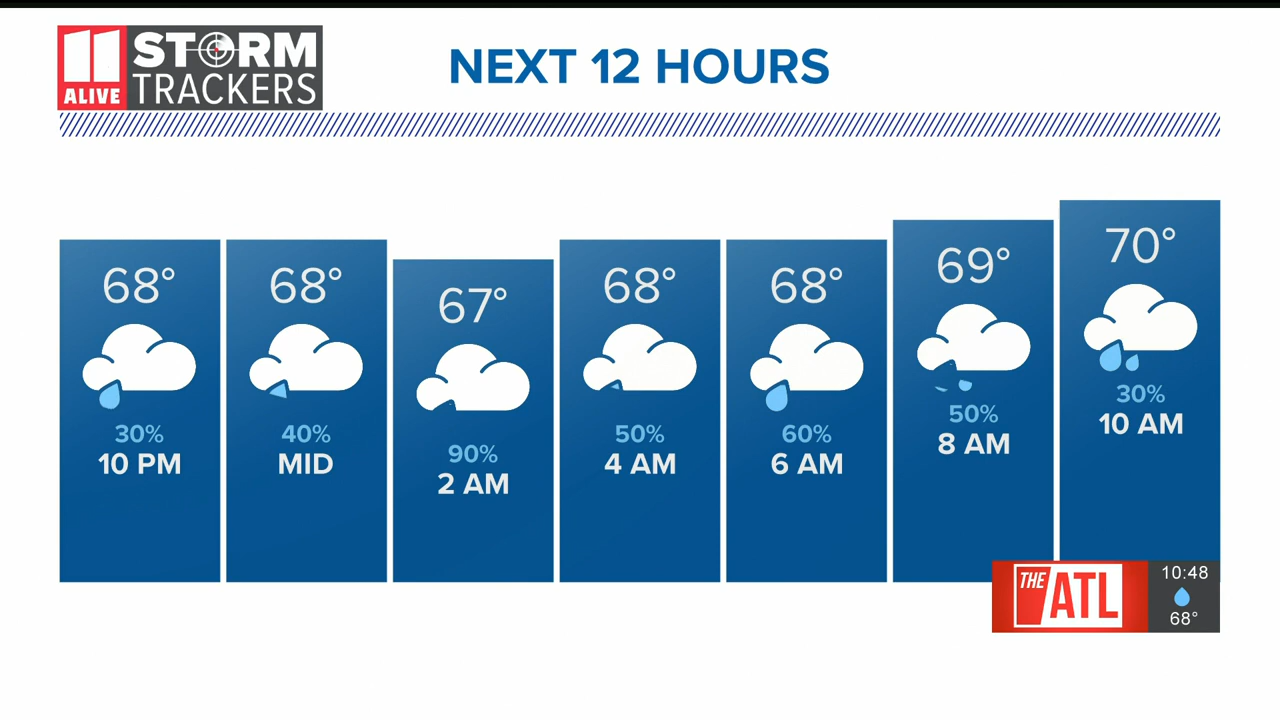 11 ALIVE
STORM
TRACKERS
NEXT 12 HOURS
68°
30%
10 PM
68°
40%
MID
67°
90%
2 AM
68°
50%
4 AM
68°
60%
6 AM
69°
50%
8 AM
70°
30%
10 AM
THE ATL
10:48
68°